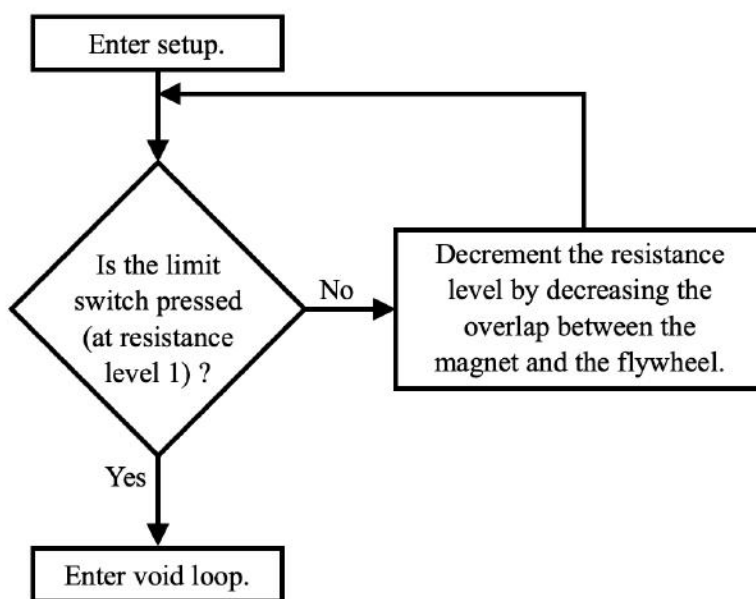 Enter setup.
Is the limit
switch pressed
(at resistance
level 1) ?
No
Decrement the resistance
level by decreasing the
overlap between the
magnet and the flywheel.
Yes
Enter void loop.